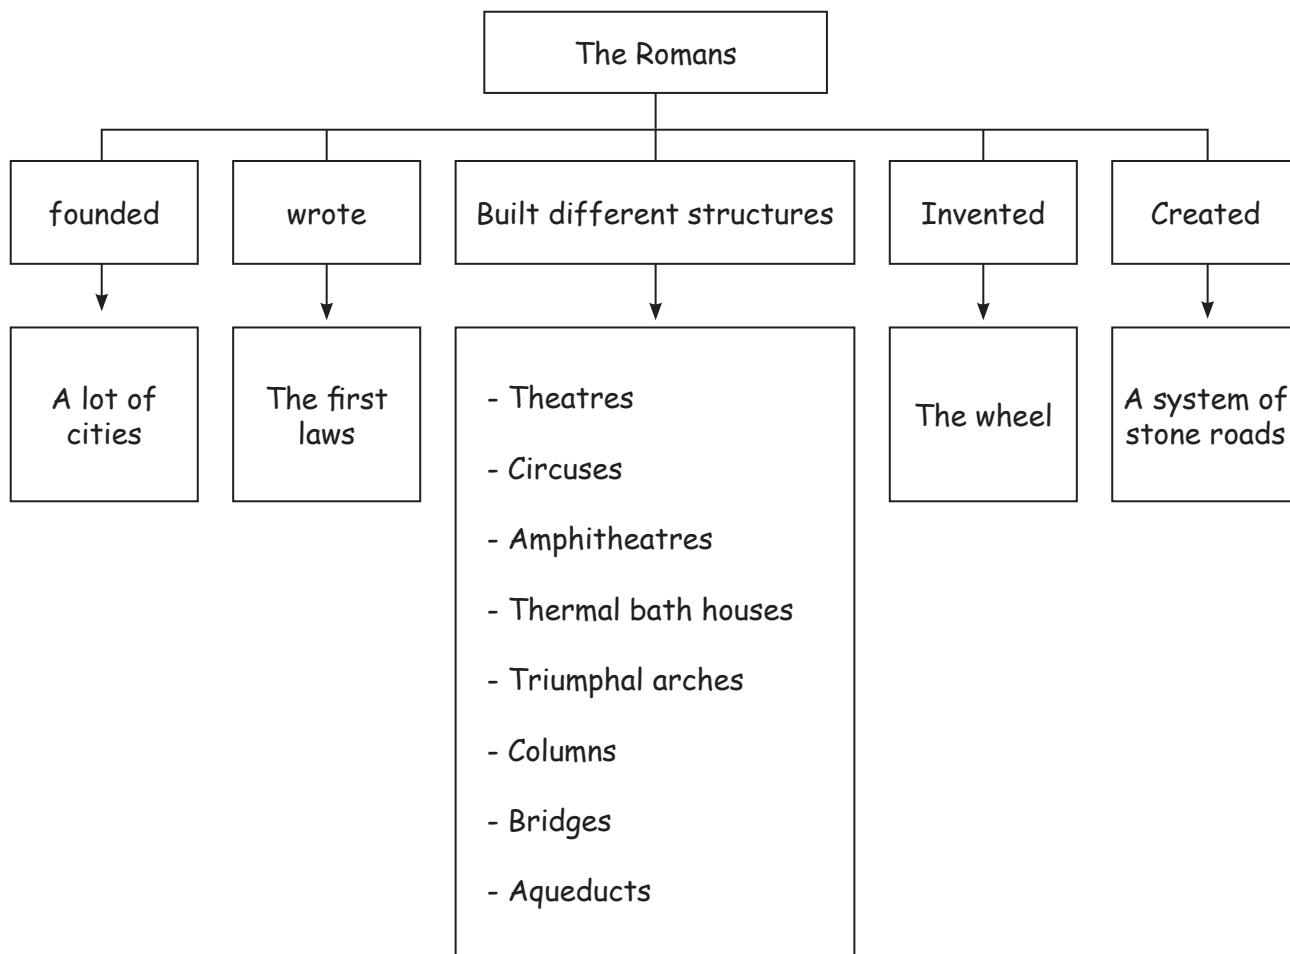 The Romans
founded
wrote
Built different structures
Invented
Created
A lot of
cities
The first
laws
- Theatres
- Circuses
- Amphitheatres
- Thermal bath houses
- Triumphal arches
- Columns
- Bridges
- Aqueducts
The wheel
A system of
stone roads